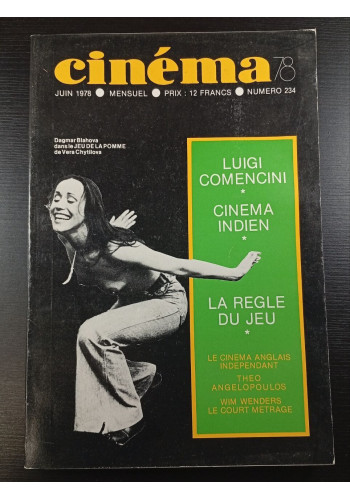 cinéma 78
JUIN 1978 ● MENSUEL ● PRIX : 12 FRANCS ● NUMERO 234
Dagmar Blahova
dans le JEU DE LA POMME
de Vera Chytilova
LUIGI
COMENCINI
*
CINEMA
INDIEN
*
LA REGLE
DU JEU
*
LE CINEMA ANGLAIS
INDEPENDANT
THEO
ANGELOPOULOS
WIM WENDERS
LE COURT METRAGE